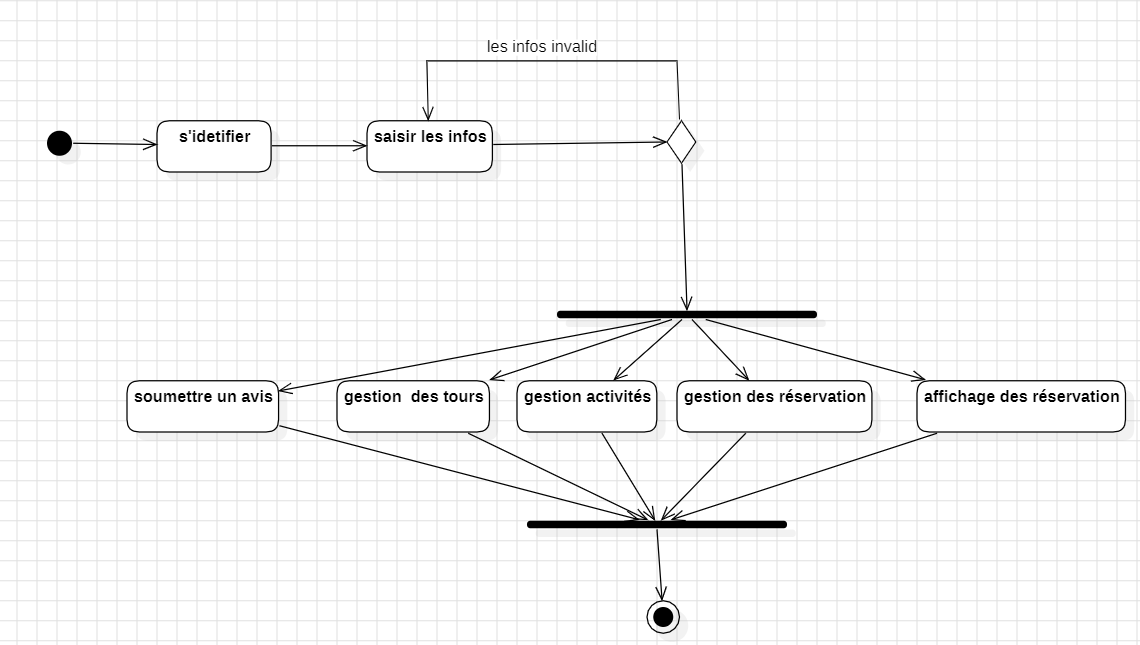 les infos invalid
s'idetifier
saisir les infos
soumettre un avis
gestion  des tours
gestion activités
gestion des réservation
affichage des réservation